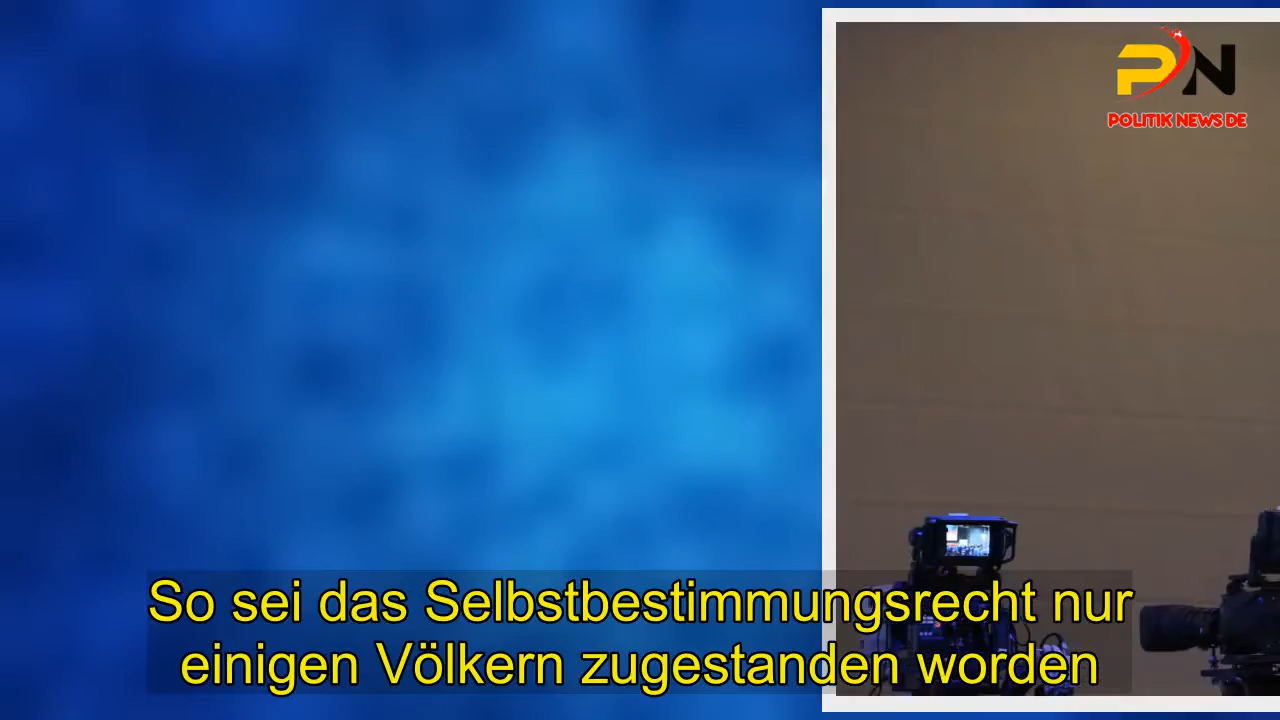 PN
POLITIK NEWS DE
So sei das Selbstbestimmungsrecht nur
einigen Völkern zugestanden worden